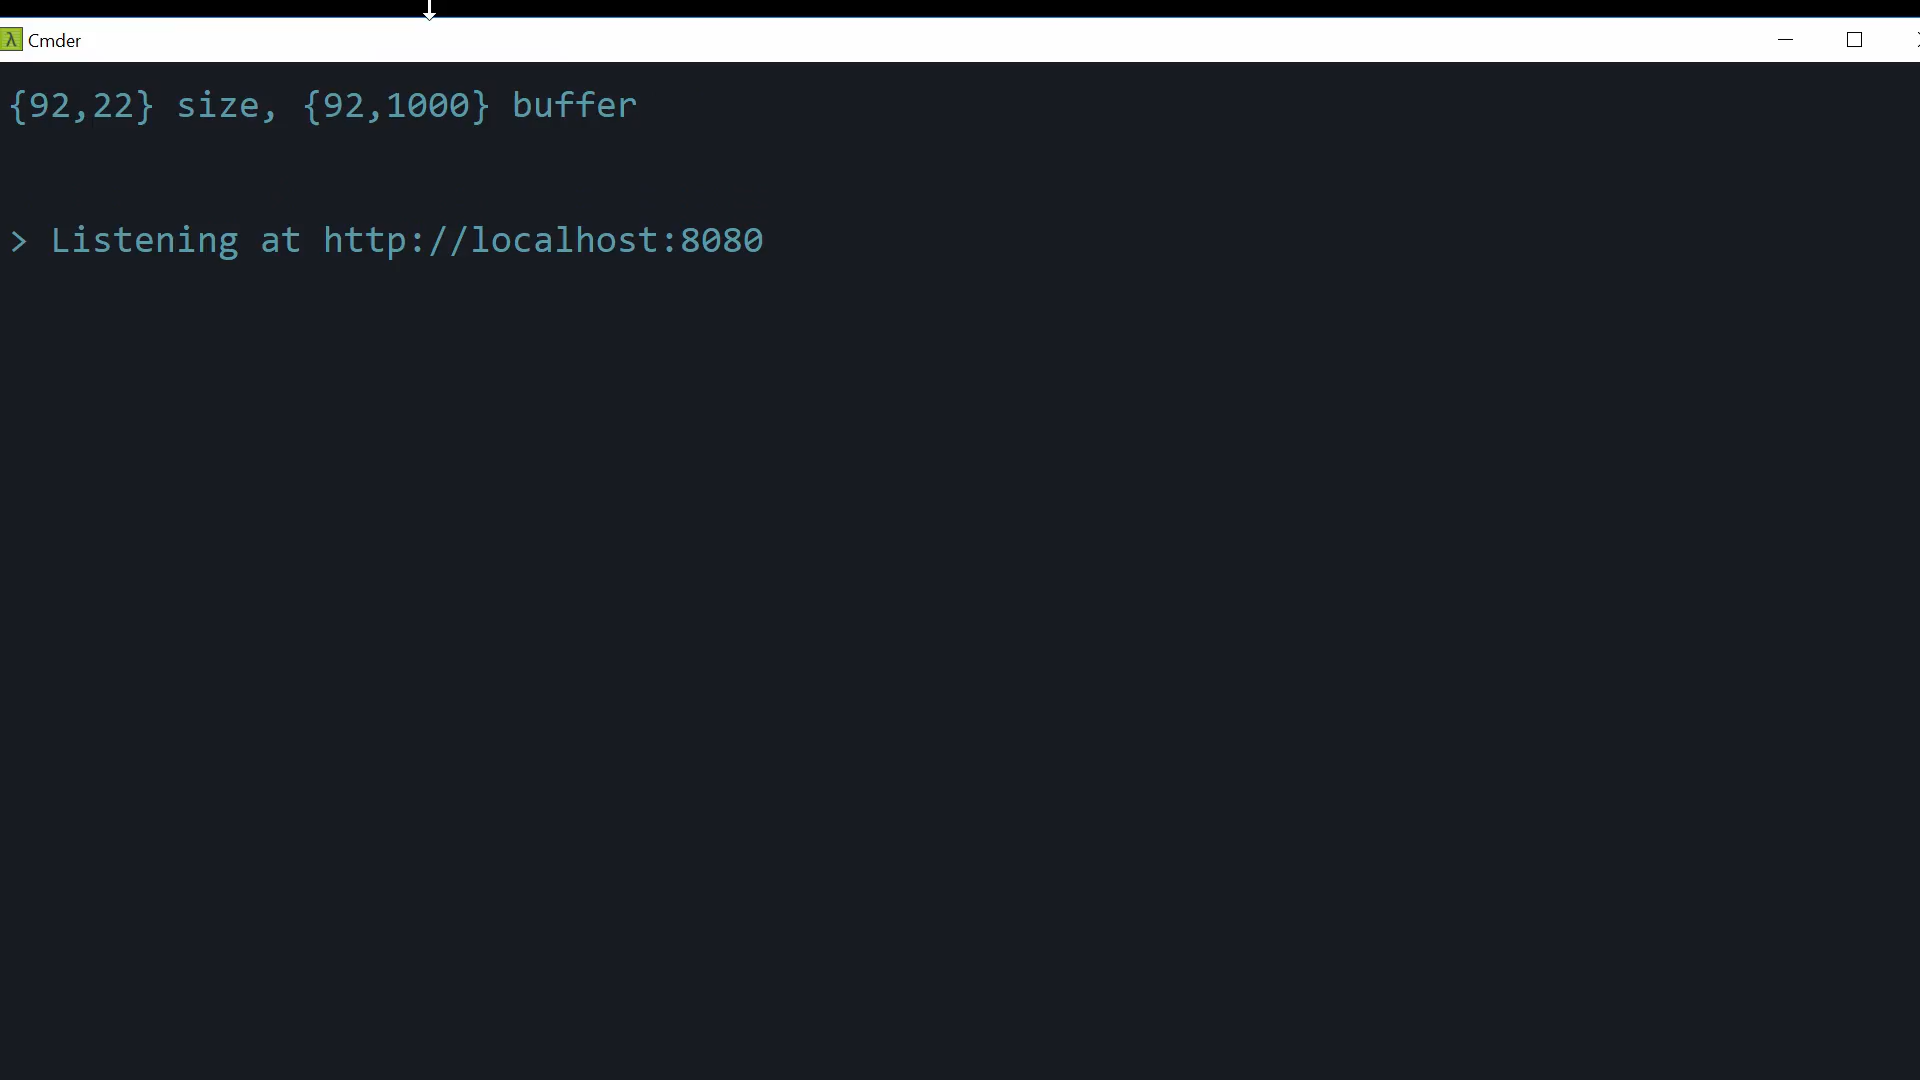 Cmder
{92,22} size, {92,1000} buffer
> Listening at http://localhost:8080